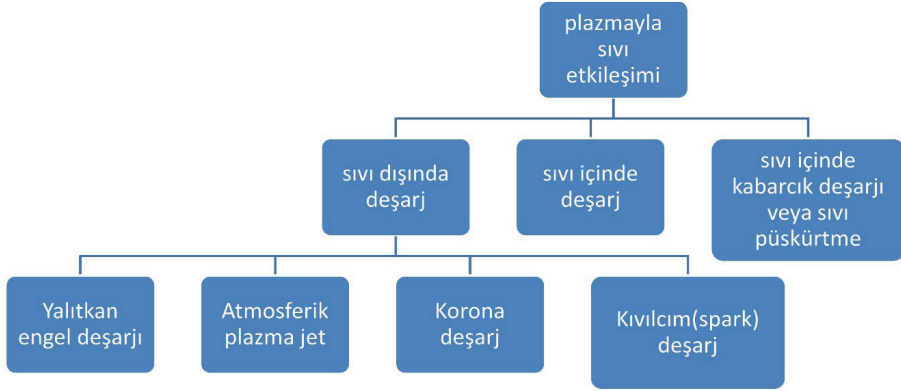 plazmayla
sıvı
etkileşimi
sıvı dışında
deşarj
sıvı içinde
deşarj
sıvı içinde
kabarcık deşarjı
veya sıvı
püskürtme
Yalıtkan
engel deşarjı
Atmosferik
plazma jet
Korona
deşarj
Kıvılcım(spark)
deşarj